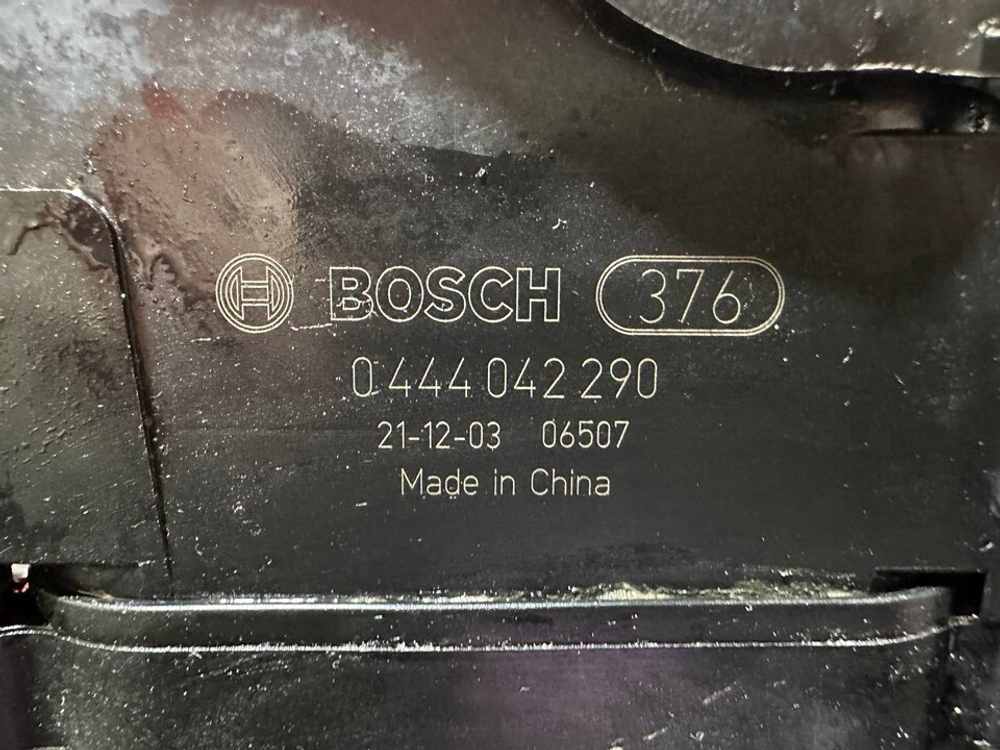 BOSCH 376
0 444 042 290
21-12-03 06507
Made in China